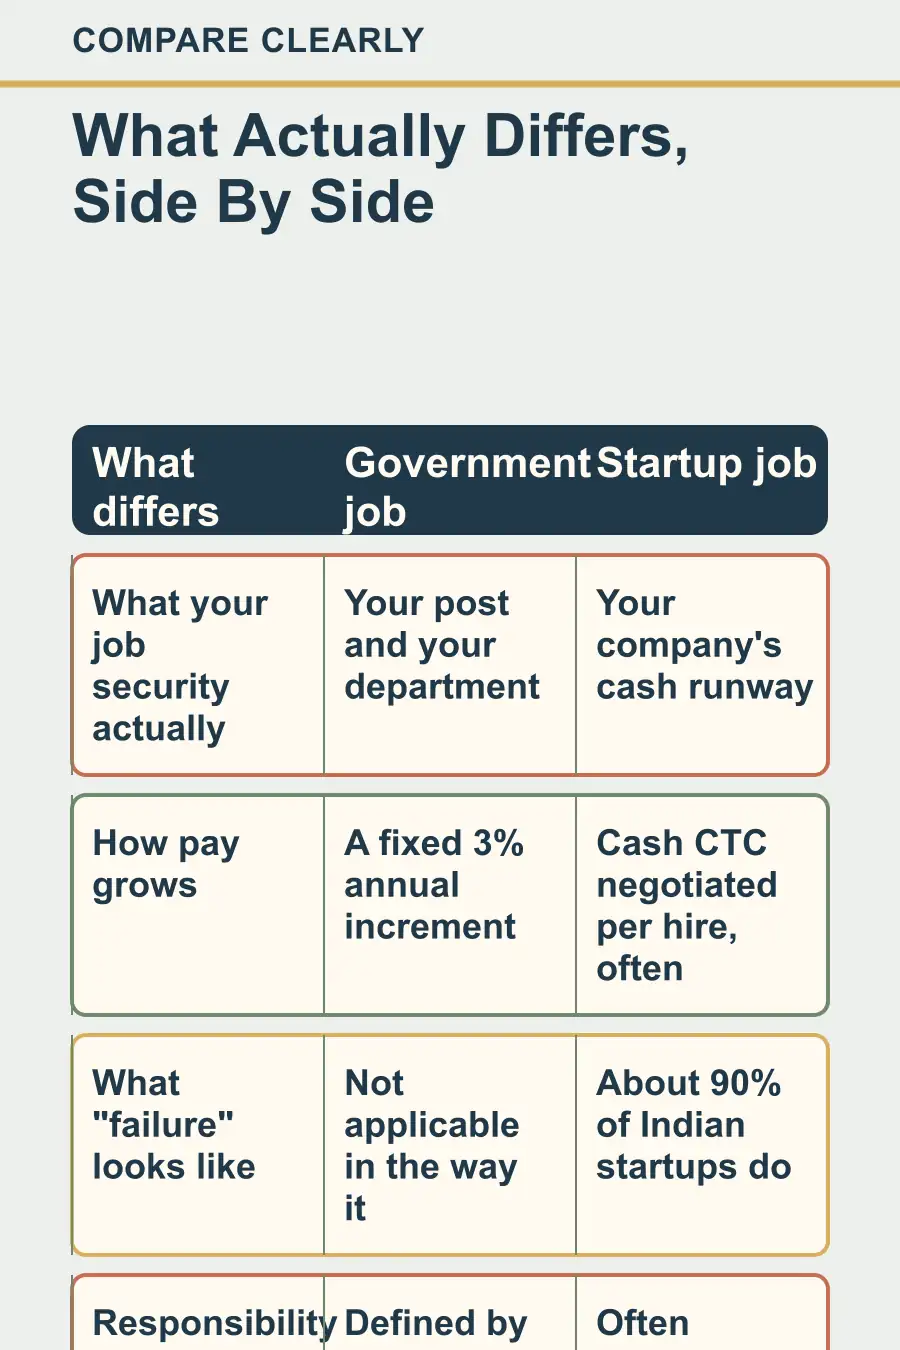 COMPARE CLEARLY
What Actually Differs,
Side By Side
What
differs
Government
job
Startup job
What your
job
security
actually
Your post
and your
department
Your
company's
cash runway
How pay
grows
A fixed 3%
annual
increment
Cash CTC
negotiated
per hire,
often
What
"failure"
looks like
Not
applicable
in the way
it
About 90%
of Indian
startups do
Responsibility
Defined by
Often